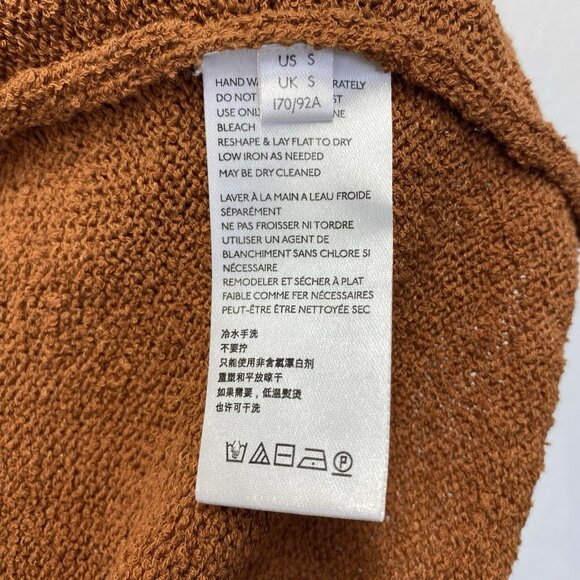 US S
UK S
170/92A
HAND RATELY
DO NOT
USE ONL NE
BLEACH
RESHAPE & LAY FLAT TO DRY
LOW IRON AS NEEDED
MAY BE DRY CLEANED
LAVER À LA MAIN A LEAU FROIDE
SÉPARÉMENT
NE PAS FROISSER NI TORDRE
UTILISER UN AGENT DE
BLANCHIMENT SANS CHLORE SI
NÉCESSAIRE
REMODELER ET SÉCHER À PLAT
FAIBLE COMME FER NÉCESSAIRES
PEUT-ÊTRE ÊTRE NETTOYÉE SEC
冷水手洗
不要拧
只能使用非含氯漂白剂
重塑和平放晾干
如果需要，低温熨烫
也许可干洗
P